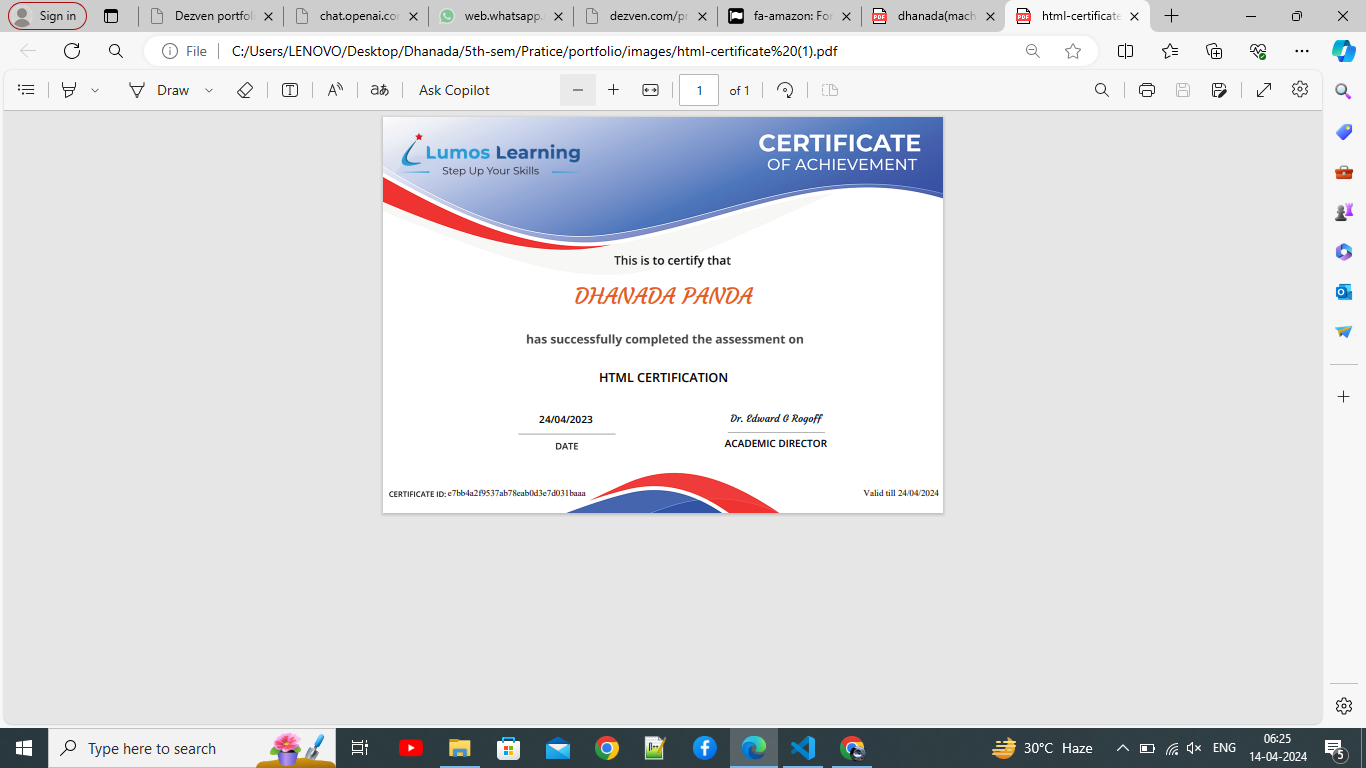 Sign in
Dezven portfoli
chat.openai.co
web.whatsapp.
dezven.com/pr
fa-amazon: Fo
dhanada(mach
html-certificate
File
C:/Users/LENOVO/Desktop/Dhanada/5th-sem/Pratice/portfolio/images/html-certificate%20(1).pdf
Draw
Ask Copilot
1
of 1
Lumos Learning
Step Up Your Skills
CERTIFICATE
OF ACHIEVEMENT
This is to certify that
DHANADA PANDA
has successfully completed the assessment on
HTML CERTIFICATION
24/04/2023
DATE
Dr. Edward G Rogoff
ACADEMIC DIRECTOR
CERTIFICATE ID: e7bb4a2f9537ab78eab0d3e7d031baaa
Valid till 24/04/2024
Type here to search
30°C Haze
ENG
06:25
14-04-2024
5